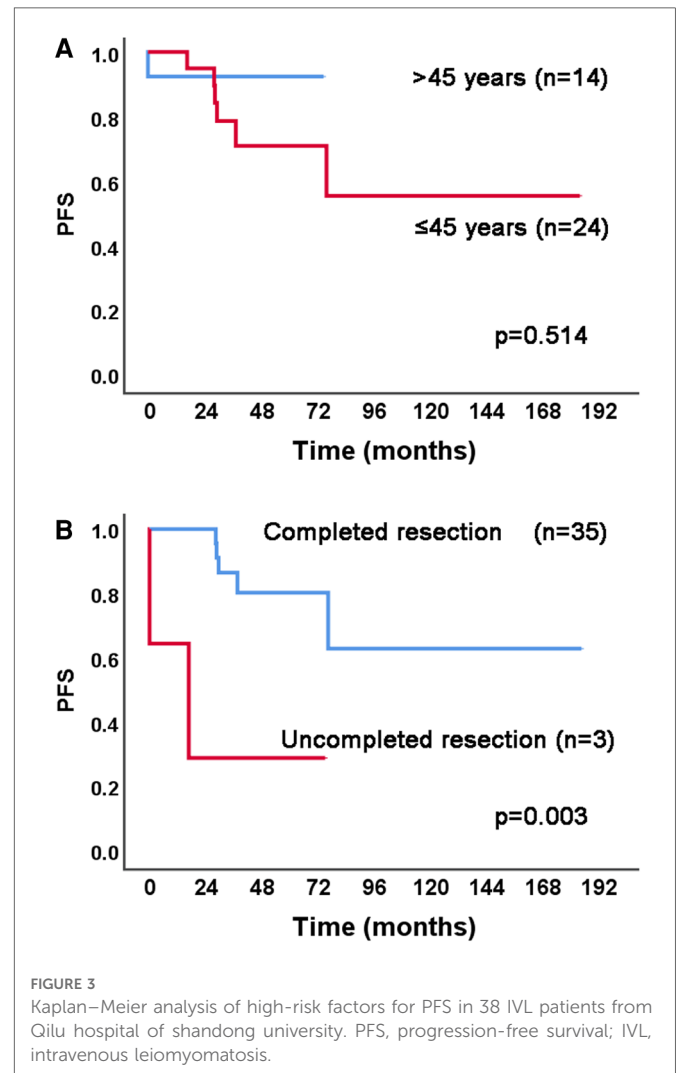 A
1.0
0.8
0.6
0.4
0.2
0.0
PFS
>45 years (n=14)
≤45 years (n=24)
p=0.514
0 24 48 72 96 120 144 168 192
Time (months)
B
1.0
0.8
0.6
0.4
0.2
0.0
PFS
Completed resection (n=35)
Uncompleted resection (n=3)
p=0.003
0 24 48 72 96 120 144 168 192
Time (months)
FIGURE 3
Kaplan–Meier analysis of high-risk factors for PFS in 38 IVL patients from
Qilu hospital of shandong university. PFS, progression-free survival; IVL,
intravenous leiomyomatosis.